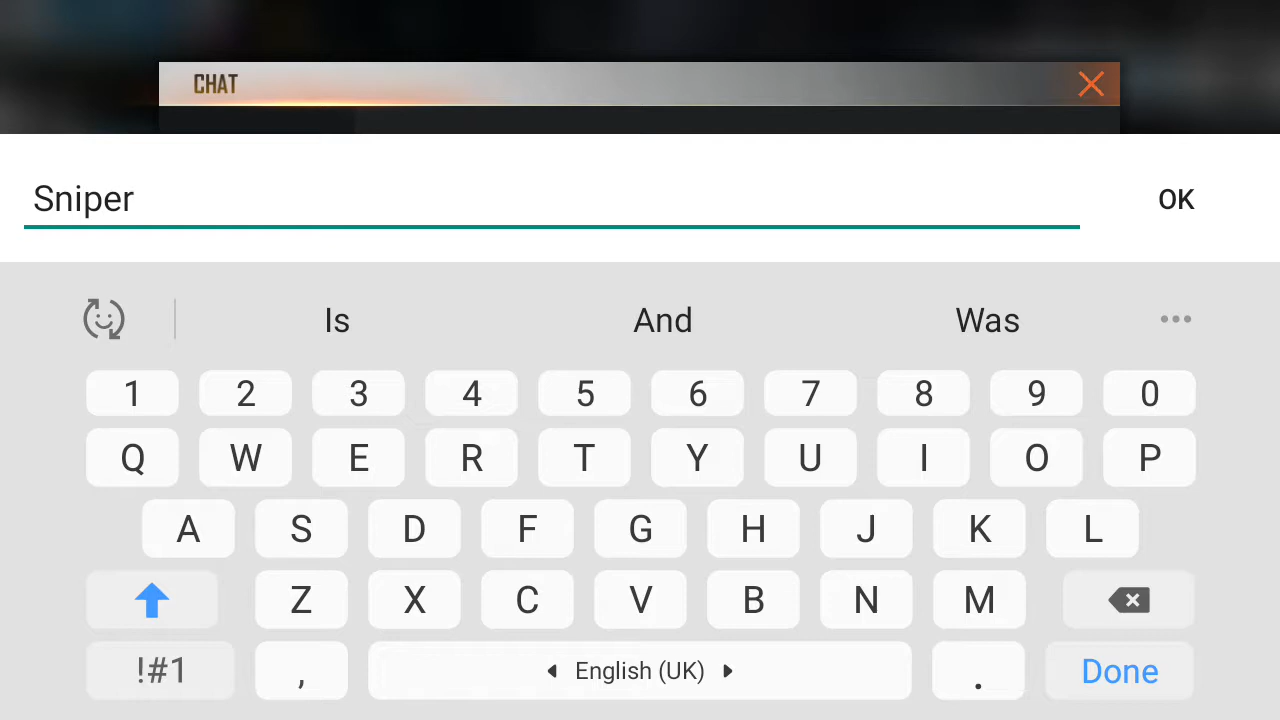 CHAT
Sniper
OK
Is And Was
1 2 3 4 5 6 7 8 9 0
Q W E R T Y U I O P
A S D F G H J K L
Z X C V B N M
!#1 , English (UK) . Done